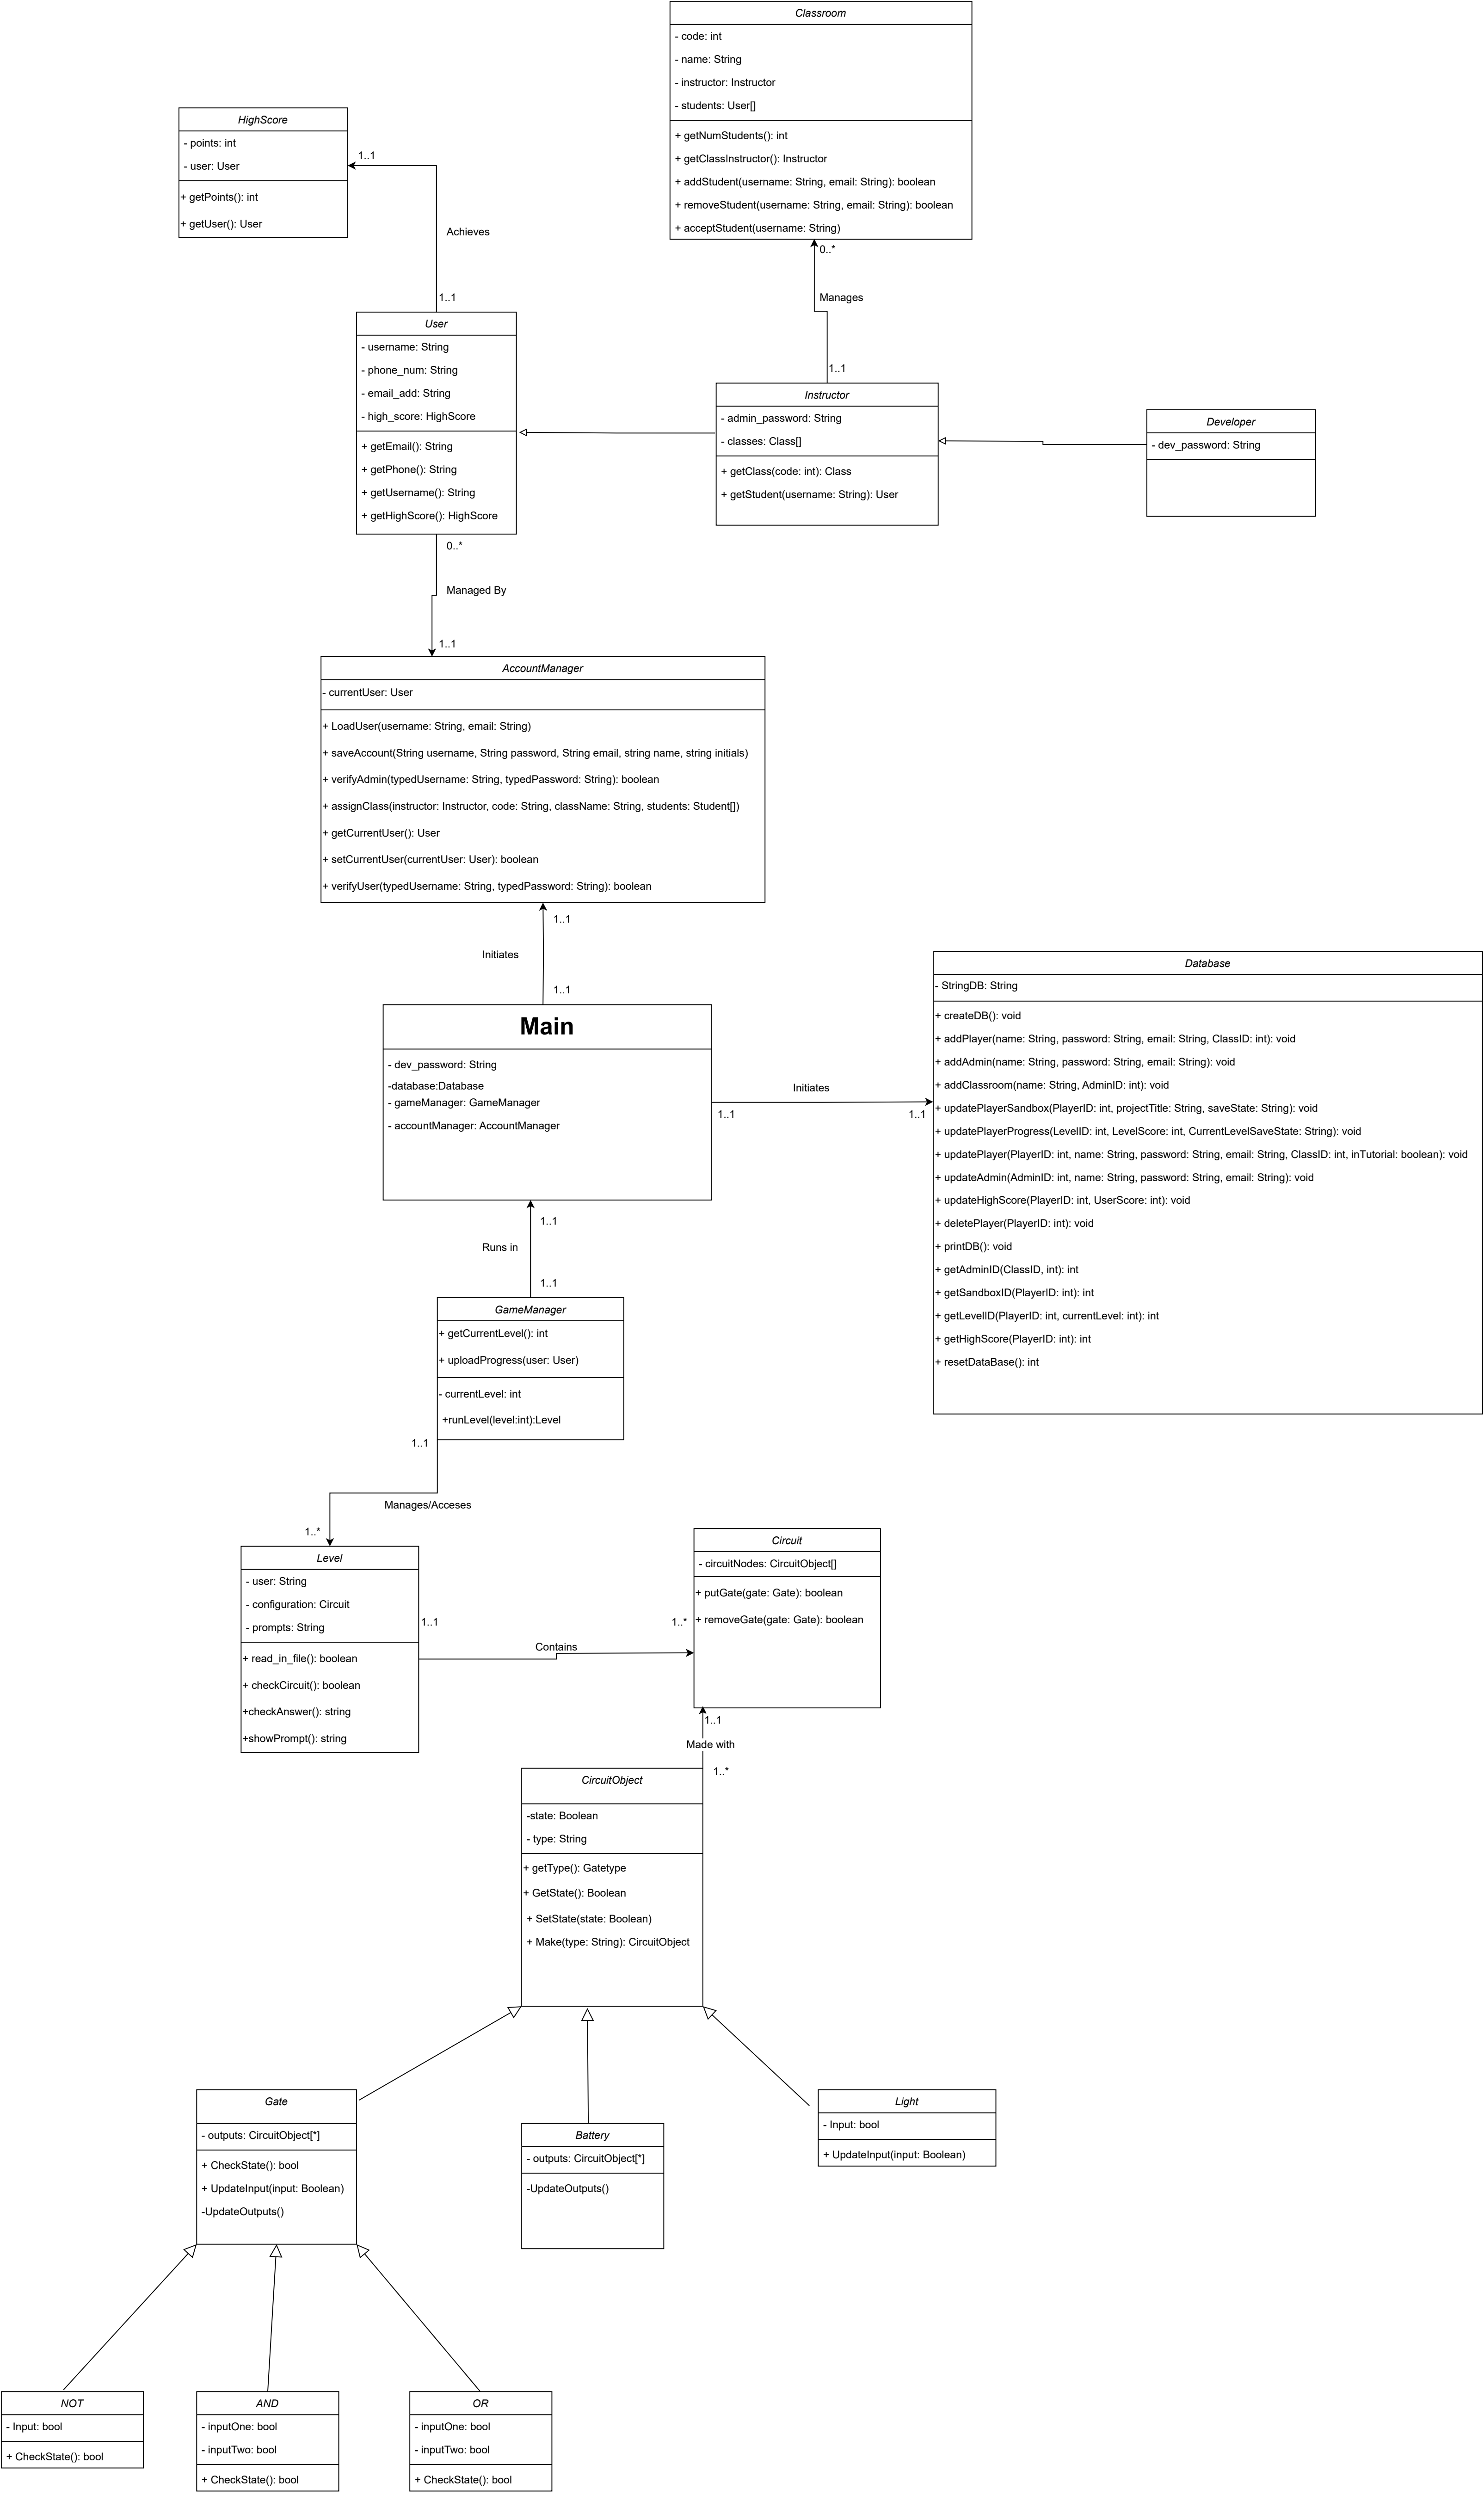 Classroom
- code: int
- name: String
- instructor: Instructor
- students: User[]
+ getNumStudents(): int
+ getClassInstructor(): Instructor
+ addStudent(username: String, email: String): boolean
+ removeStudent(username: String, email: String): boolean
+ acceptStudent(username: String)
HighScore
- points: int
- user: User
+ getPoints(): int
+ getUser(): User
1..1
Achieves
1..1
0..*
Manages
1..1
User
- username: String
- phone_num: String
- email_add: String
- high_score: HighScore
+ getEmail(): String
+ getPhone(): String
+ getUsername(): String
+ getHighScore(): HighScore
Instructor
- admin_password: String
- classes: Class[]
+ getClass(code: int): Class
+ getStudent(username: String): User
Developer
- dev_password: String
0..*
Managed By
1..1
AccountManager
- currentUser: User
+ LoadUser(username: String, email: String)
+ saveAccount(String username, String password, String email, string name, string initials)
+ verifyAdmin(typedUsername: String, typedPassword: String): boolean
+ assignClass(instructor: Instructor, code: String, className: String, students: Student[])
+ getCurrentUser(): User
+ setCurrentUser(currentUser: User): boolean
+ verifyUser(typedUsername: String, typedPassword: String): boolean
1..1
Initiates
1..1
Main
- dev_password: String
-database:Database
- gameManager: GameManager
- accountManager: AccountManager
Initiates
1..1
1..1
Database
- StringDB: String
+ createDB(): void
+ addPlayer(name: String, password: String, email: String, ClassID: int): void
+ addAdmin(name: String, password: String, email: String): void
+ addClassroom(name: String, AdminID: int): void
+ updatePlayerSandbox(PlayerID: int, projectTitle: String, saveState: String): void
+ updatePlayerProgress(LevelID: int, LevelScore: int, CurrentLevelSaveState: String): void
+ updatePlayer(PlayerID: int, name: String, password: String, email: String, ClassID: int, inTutorial: boolean): void
+ updateAdmin(AdminID: int, name: String, password: String, email: String): void
+ updateHighScore(PlayerID: int, UserScore: int): void
+ deletePlayer(PlayerID: int): void
+ printDB(): void
+ getAdminID(ClassID, int): int
+ getSandboxID(PlayerID: int): int
+ getLevelID(PlayerID: int, currentLevel: int): int
+ getHighScore(PlayerID: int): int
+ resetDataBase(): int
1..1
Runs in
1..1
GameManager
+ getCurrentLevel(): int
+ uploadProgress(user: User)
- currentLevel: int
+runLevel(level:int):Level
1..1
Manages/Acceses
1..*
Level
- user: String
- configuration: Circuit
- prompts: String
+ read_in_file(): boolean
+ checkCircuit(): boolean
+checkAnswer(): string
+showPrompt(): string
1..1
Contains
1..*
Circuit
- circuitNodes: CircuitObject[]
+ putGate(gate: Gate): boolean
+ removeGate(gate: Gate): boolean
1..1
Made with
1..*
CircuitObject
-state: Boolean
- type: String
+ getType(): Gatetype
+ GetState(): Boolean
+ SetState(state: Boolean)
+ Make(type: String): CircuitObject
Gate
- outputs: CircuitObject[*]
+ CheckState(): bool
+ UpdateInput(input: Boolean)
-UpdateOutputs()
Battery
- outputs: CircuitObject[*]
-UpdateOutputs()
Light
- Input: bool
+ UpdateInput(input: Boolean)
NOT
- Input: bool
+ CheckState(): bool
AND
- inputOne: bool
- inputTwo: bool
+ CheckState(): bool
OR
- inputOne: bool
- inputTwo: bool
+ CheckState(): bool